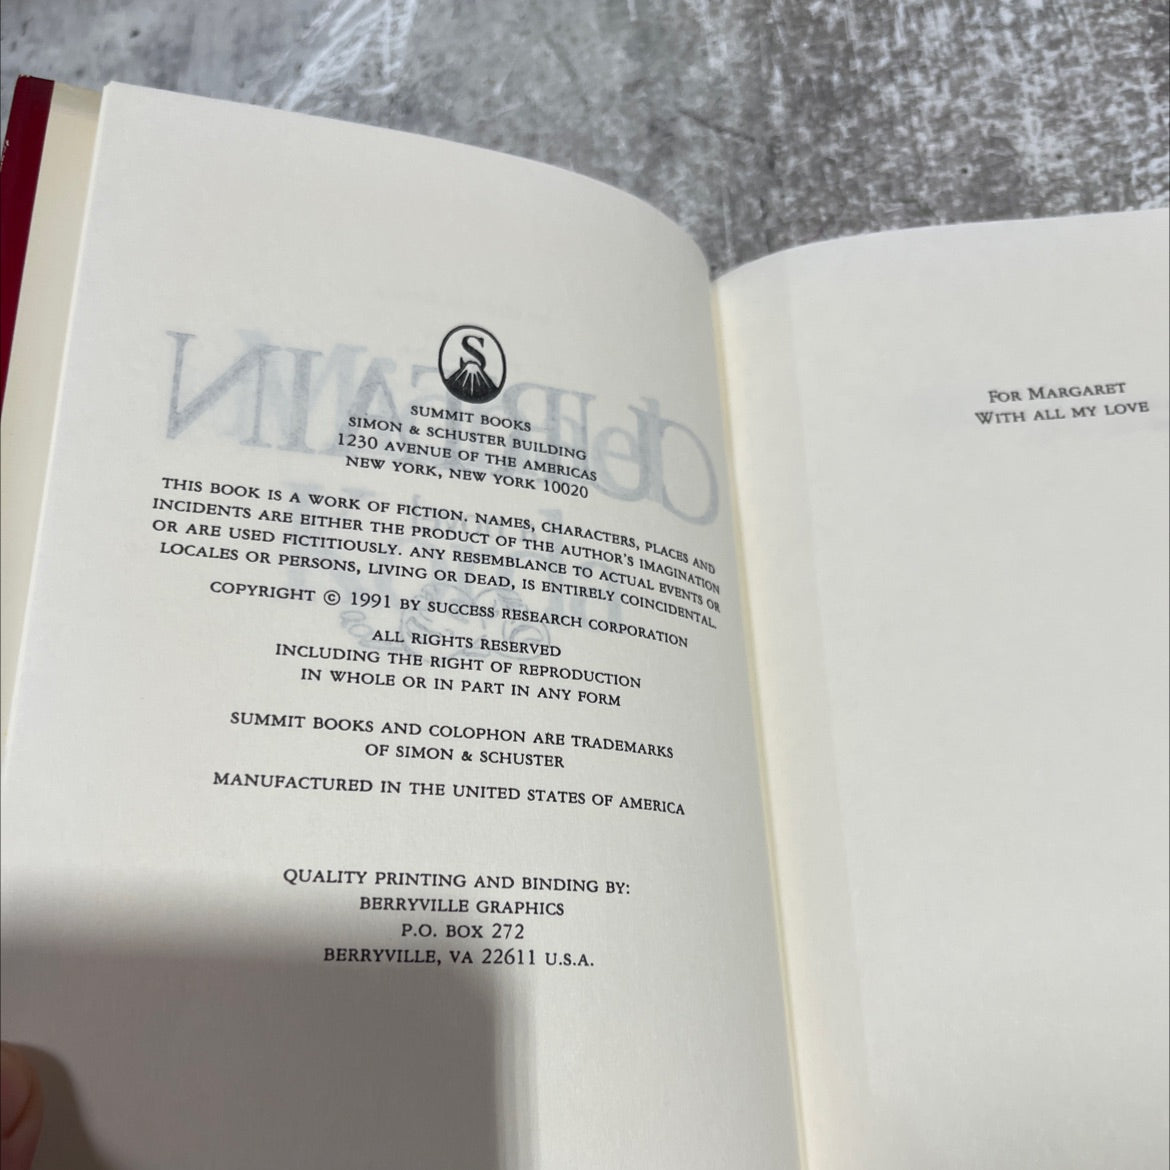 S
SUMMIT BOOKS
SIMON & SCHUSTER BUILDING
1230 AVENUE OF THE AMERICAS
NEW YORK, NEW YORK 10020
THIS BOOK IS A WORK OF FICTION. NAMES, CHARACTERS, PLACES AND
INCIDENTS ARE EITHER THE PRODUCT OF THE AUTHOR'S IMAGINATION
OR ARE USED FICTITIOUSLY. ANY RESEMBLANCE TO ACTUAL EVENTS OR
LOCALES OR PERSONS, LIVING OR DEAD, IS ENTIRELY COINCIDENTAL.
COPYRIGHT © 1991 BY SUCCESS RESEARCH CORPORATION
ALL RIGHTS RESERVED
INCLUDING THE RIGHT OF REPRODUCTION
IN WHOLE OR IN PART IN ANY FORM
SUMMIT BOOKS AND COLOPHON ARE TRADEMARKS
OF SIMON & SCHUSTER
MANUFACTURED IN THE UNITED STATES OF AMERICA
QUALITY PRINTING AND BINDING BY:
BERRYVILLE GRAPHICS
P.O. BOX 272
BERRYVILLE, VA 22611 U.S.A.
FOR MARGARET
WITH ALL MY LOVE